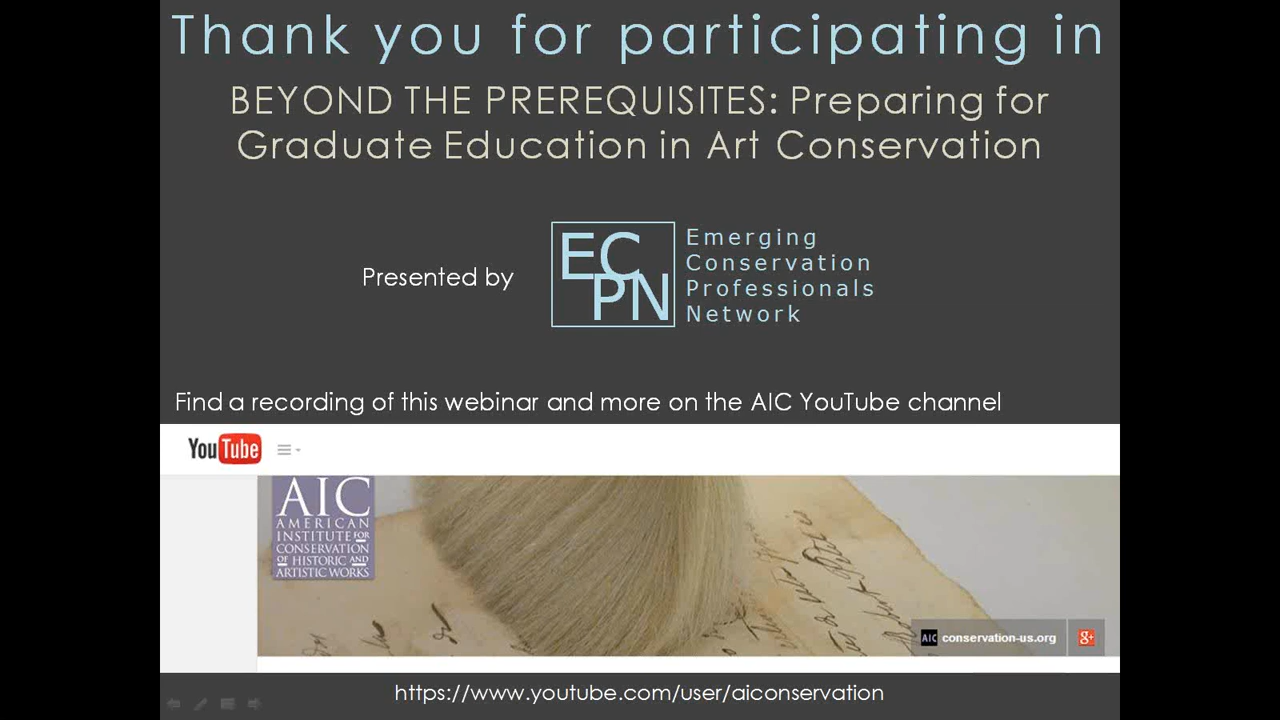 Thank you for participating in
BEYOND THE PREREQUISITES: Preparing for
Graduate Education in Art Conservation
Presented by
EC
PN
Emerging
Conservation
Professionals
Network
Find a recording of this webinar and more on the AIC YouTube channel
YouTube
AIC
AMERICAN
INSTITUTE FOR
CONSERVATION
OF HISTORIC AND
ARTISTIC WORKS
AIC conservation-us.org
g+
https://www.youtube.com/user/aiconservation